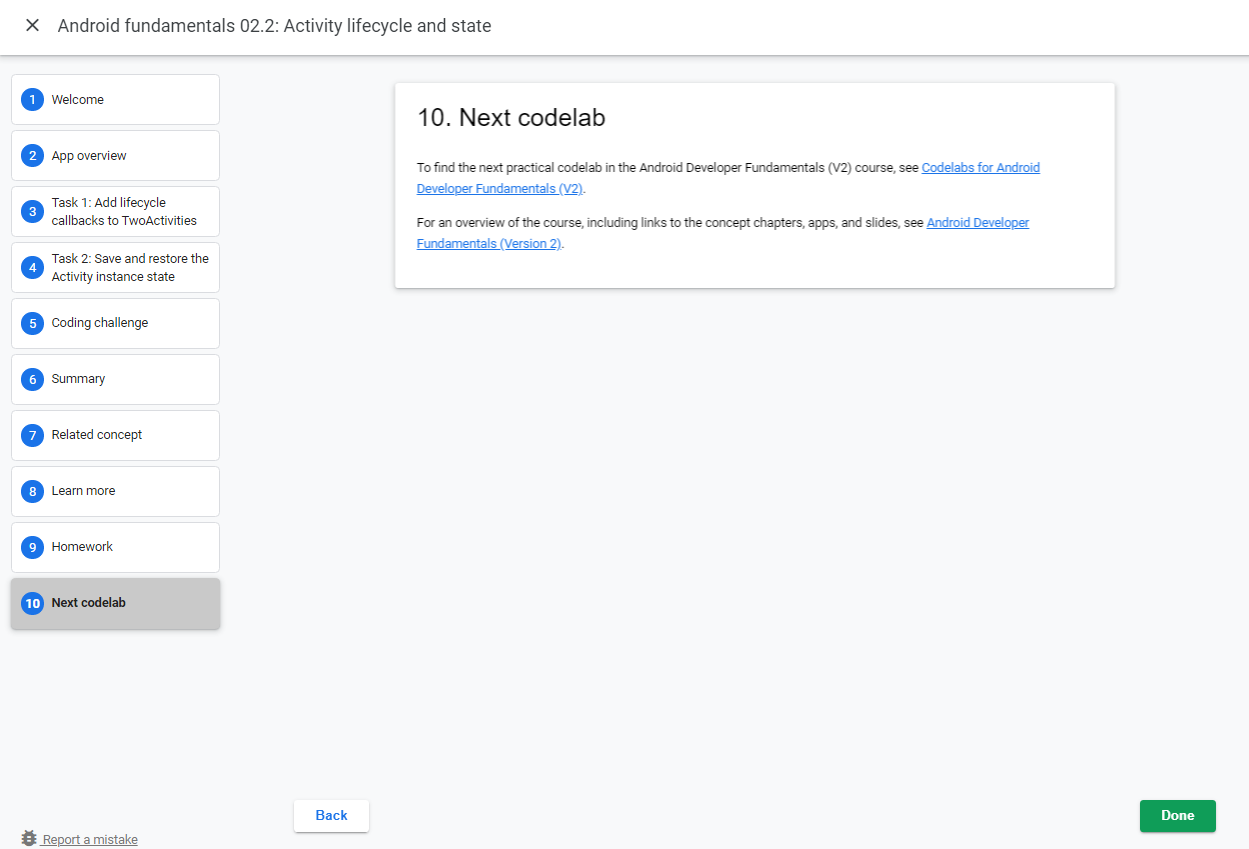 Android fundamentals 02.2: Activity lifecycle and state
1 Welcome
2 App overview
3 Task 1: Add lifecycle
callbacks to TwoActivities
4 Task 2: Save and restore the
Activity instance state
5 Coding challenge
6 Summary
7 Related concept
8 Learn more
9 Homework
10 Next codelab
10. Next codelab
To find the next practical codelab in the Android Developer Fundamentals (V2) course, see Codelabs for Android
Developer Fundamentals (V2).
For an overview of the course, including links to the concept chapters, apps, and slides, see Android Developer
Fundamentals (Version 2).
Back
Done
Report a mistake